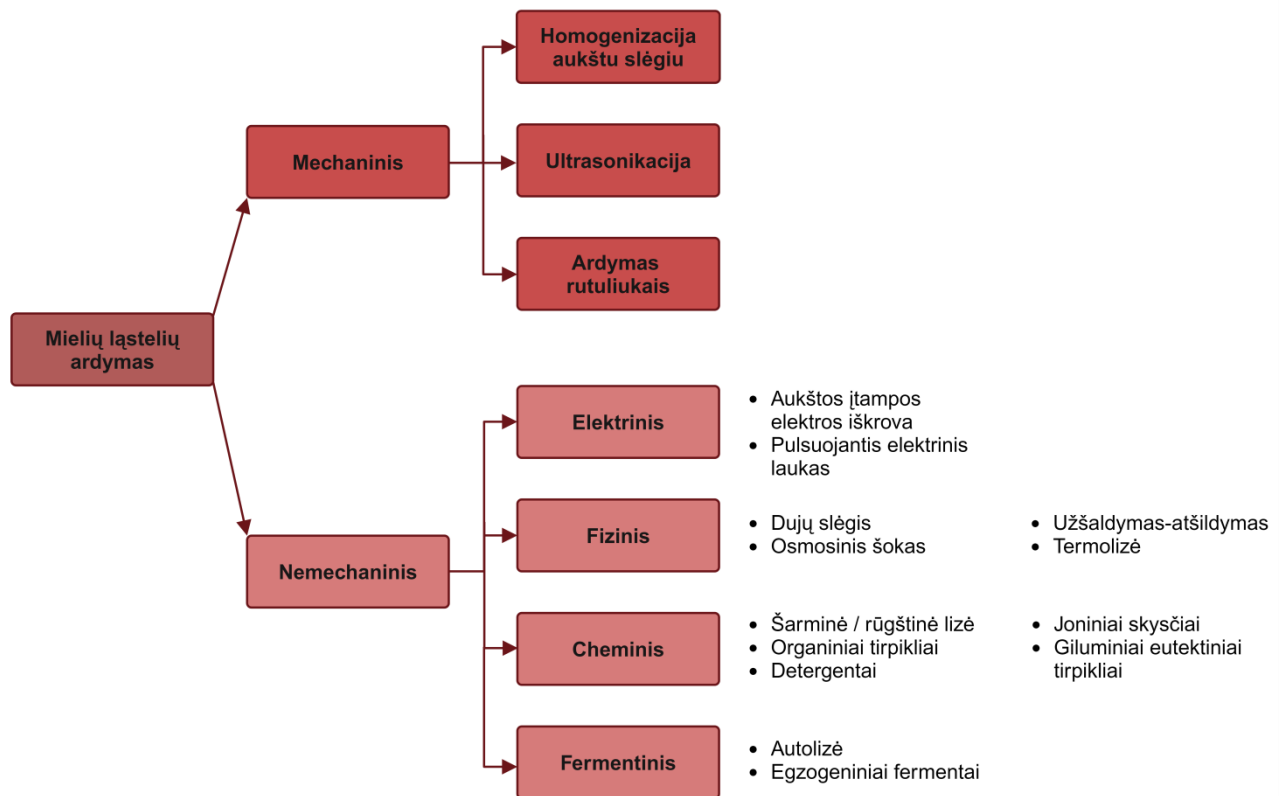 Homogenizacija
aukštu slėgiu
Mechaninis
Ultrasonikacija
Ardymas
rutuliukais
Mielių ląstelių
ardymas
Elektrinis
• Aukštos įtampos
elektros iškrova
• Pulsuojantis elektrinis
laukas
Nemechaninis
Fizinis
• Dujų slėgis
• Osmosinis šokas
• Užšaldymas-atšildymas
• Termolizė
Cheminis
• Šarminė / rūgštinė lizė
• Organiniai tirpikliai
• Detergentai
• Joniniai skysčiai
• Giluminiai eutektiniai
tirpikliai
Fermentinis
• Autolizė
• Egzogeniniai fermentai